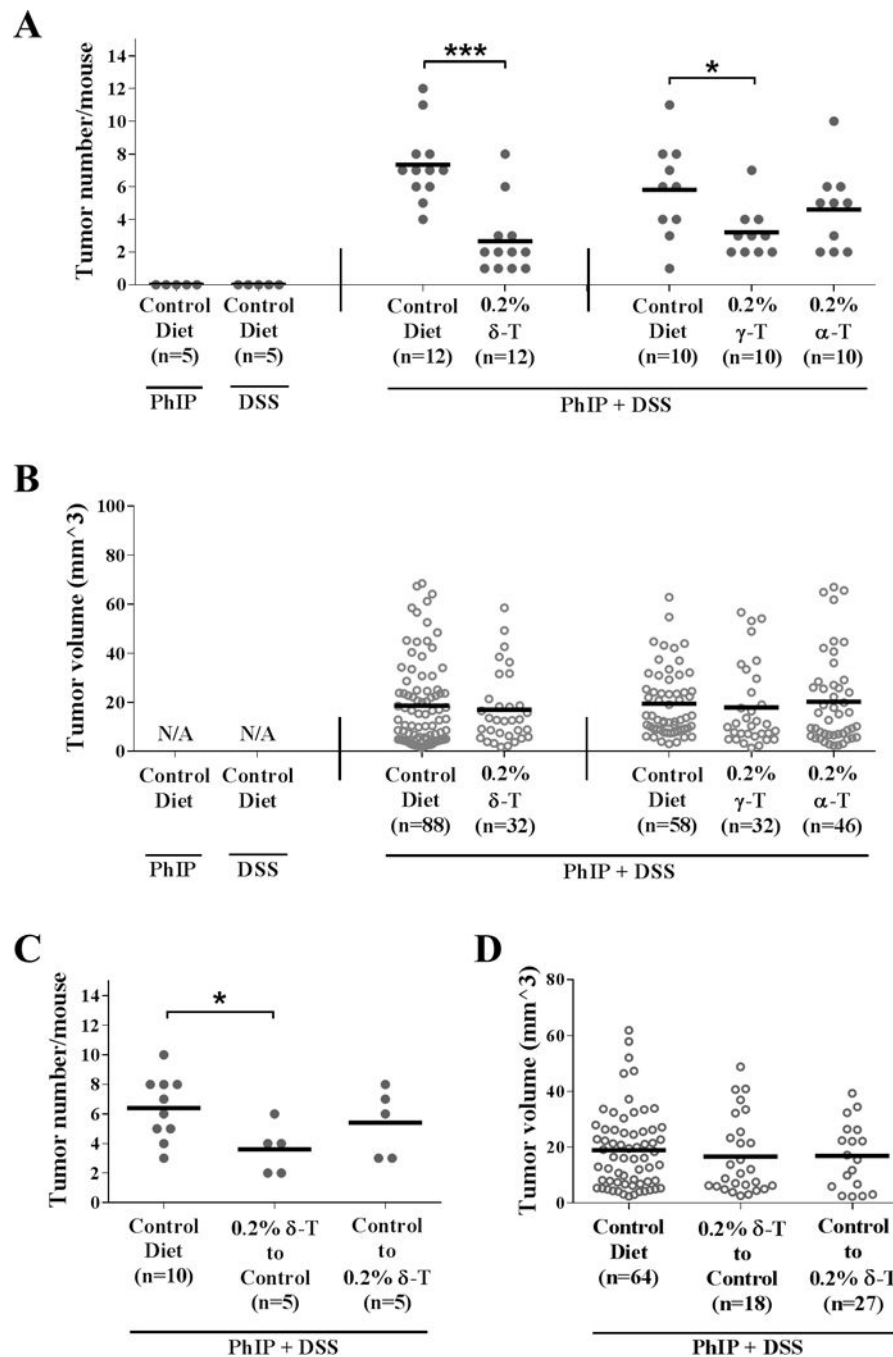 A
Tumor number/mouse
14
12
10
8
6
4
2
0
***
*
Control Control Control 0.2% Control 0.2% 0.2%
Diet Diet Diet δ-T Diet γ-T α-T
(n=5) (n=5) (n=12) (n=12) (n=10) (n=10) (n=10)
PhIP DSS PhIP + DSS
B
Tumor volume (mm^3)
100
80
60
40
20
0
N/A N/A
Control Control Control 0.2% Control 0.2% 0.2%
Diet Diet Diet δ-T Diet γ-T α-T
(n=88) (n=32) (n=58) (n=32) (n=46)
PhIP DSS PhIP + DSS
C
Tumor number/mouse
14
12
10
8
6
4
2
0
*
Control 0.2% δ-T Control
Diet to to
(n=10) Control 0.2% δ-T
(n=5) (n=5)
PhIP + DSS
D
Tumor volume (mm^3)
80
60
40
20
0
Control 0.2% δ-T Control
Diet to to
(n=64) Control 0.2% δ-T
(n=18) (n=27)
PhIP + DSS